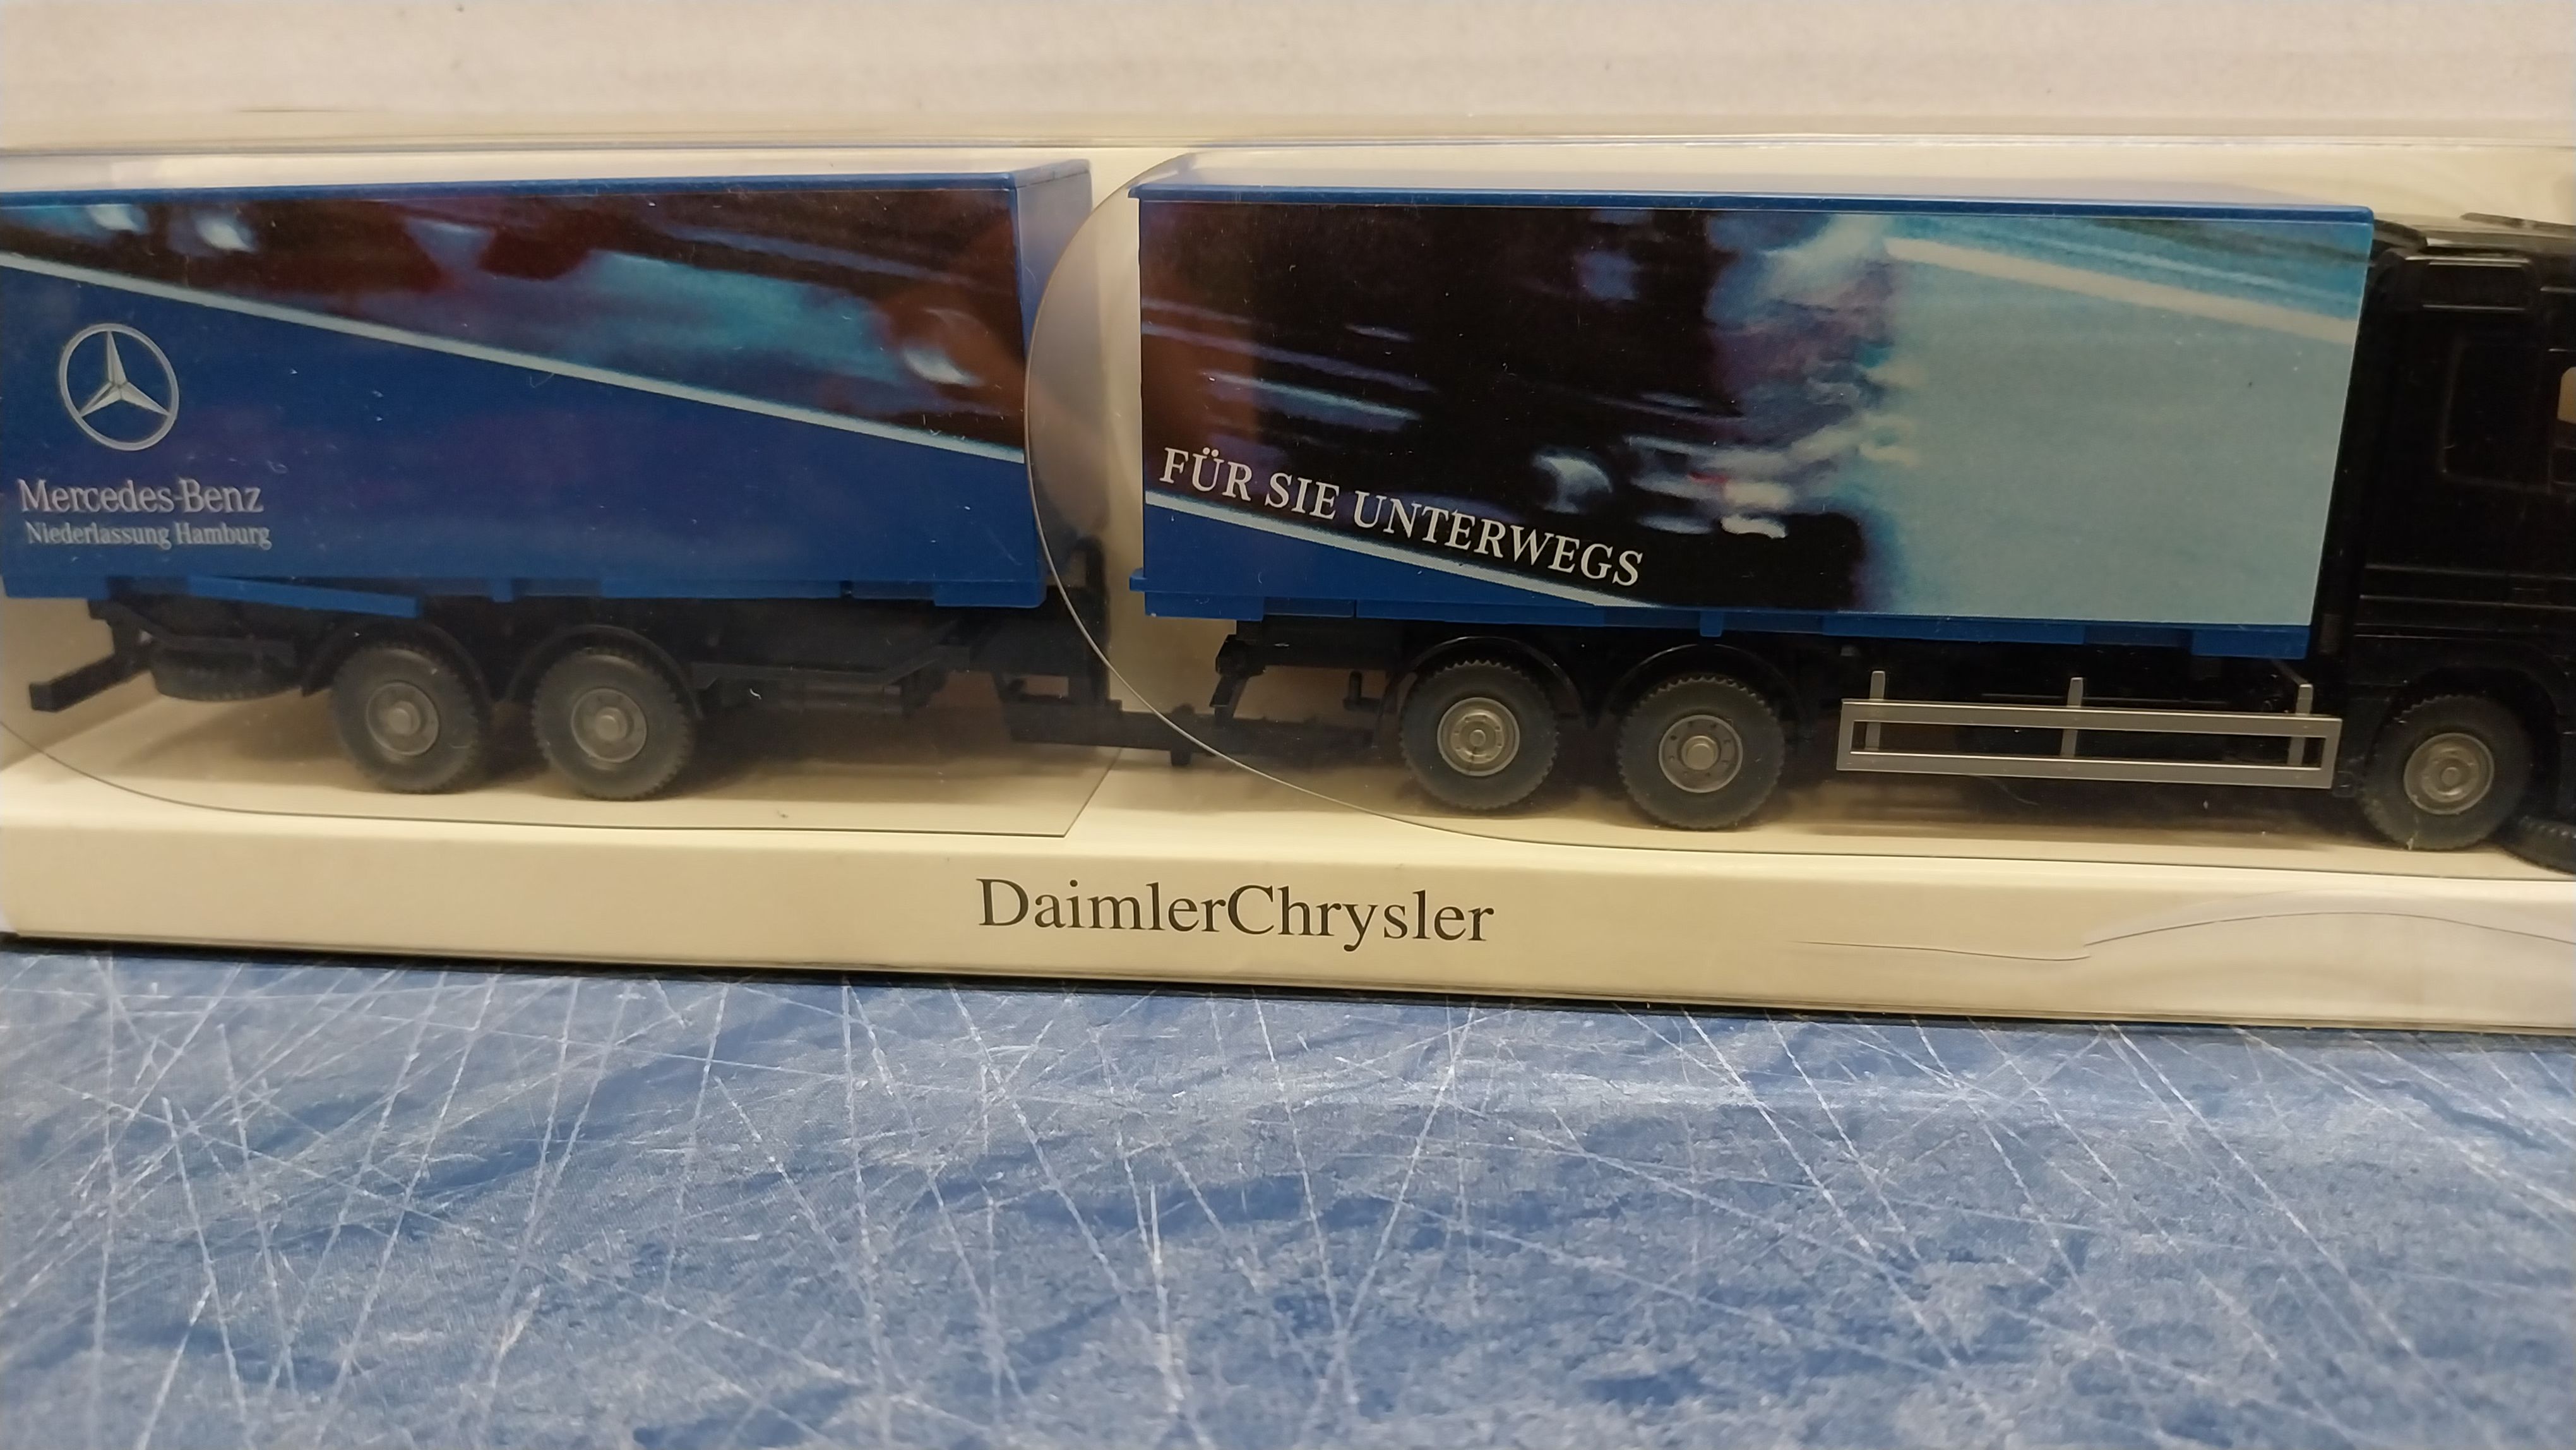 Mercedes-Benz
Niederlassung Hamburg
FÜR SIE UNTERWEGS
DaimlerChrysler